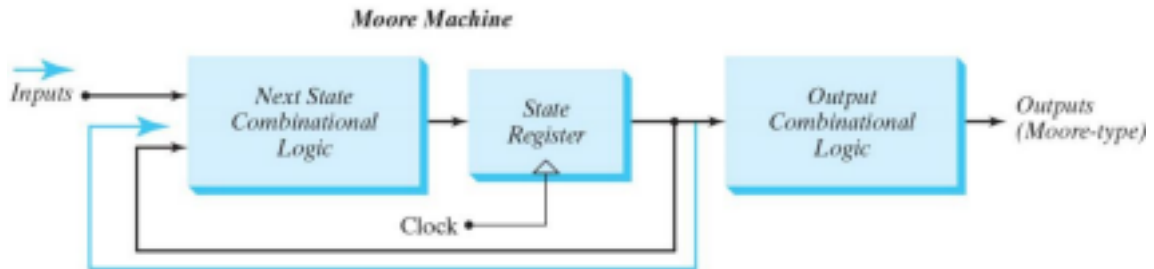 Moore Machine
Inputs
Next State
Combinational
Logic
State
Register
Output
Combinational
Logic
Outputs
(Moore-type)
Clock